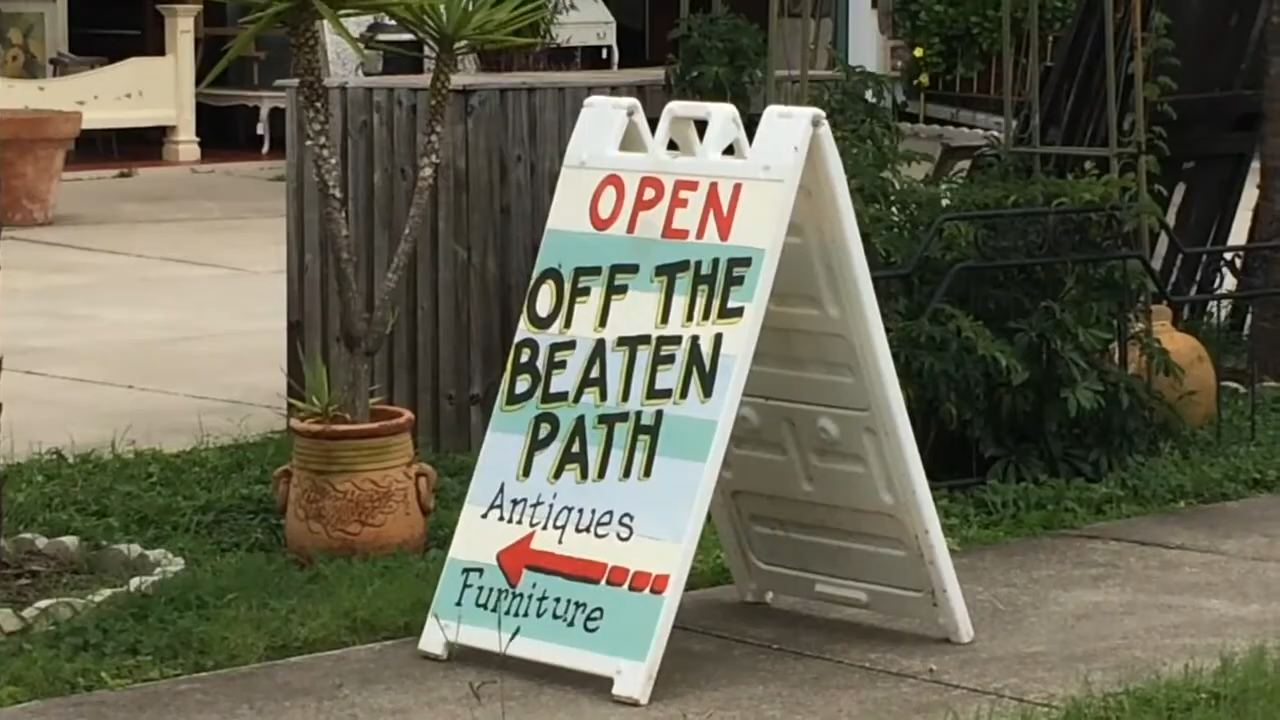 OPEN
OFF THE
BEATEN
PATH
Antiques
Furniture